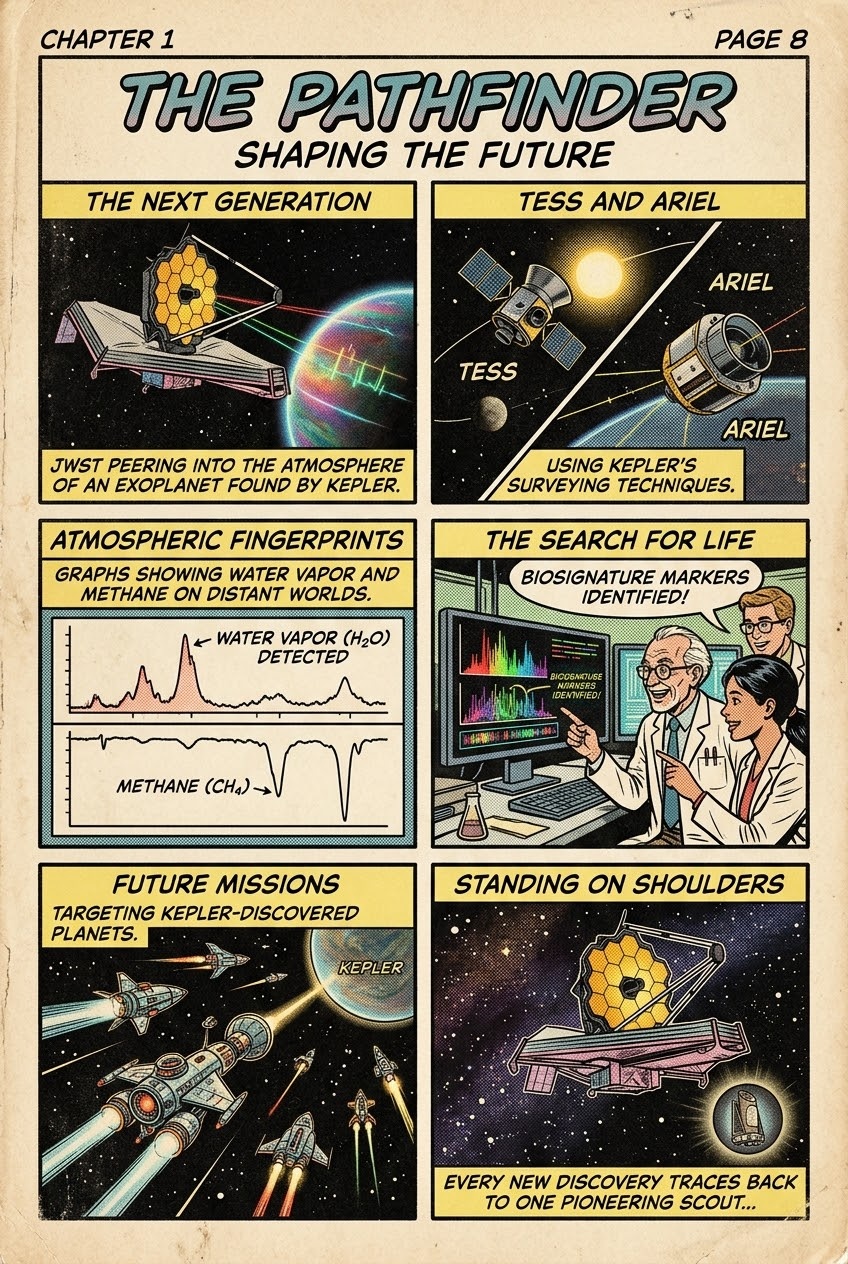 CHAPTER 1
PAGE 8
THE PATHFINDER
SHAPING THE FUTURE
THE NEXT GENERATION
JWST PEERING INTO THE ATMOSPHERE
OF AN EXOPLANET FOUND BY KEPLER.
TESS AND ARIEL
TESS
ARIEL
ARIEL
USING KEPLER'S
SURVEYING TECHNIQUES.
ATMOSPHERIC FINGERPRINTS
GRAPHS SHOWING WATER VAPOR AND
METHANE ON DISTANT WORLDS.
WATER VAPOR (H₂O)
DETECTED
METHANE (CH₄)
THE SEARCH FOR LIFE
BIOSIGNATURE MARKERS
IDENTIFIED!
IDENTIFIED!
FUTURE MISSIONS
TARGETING KEPLER-DISCOVERED
PLANETS.
KEPLER
STANDING ON SHOULDERS
EVERY NEW DISCOVERY TRACES BACK
TO ONE PIONEERING SCOUT...